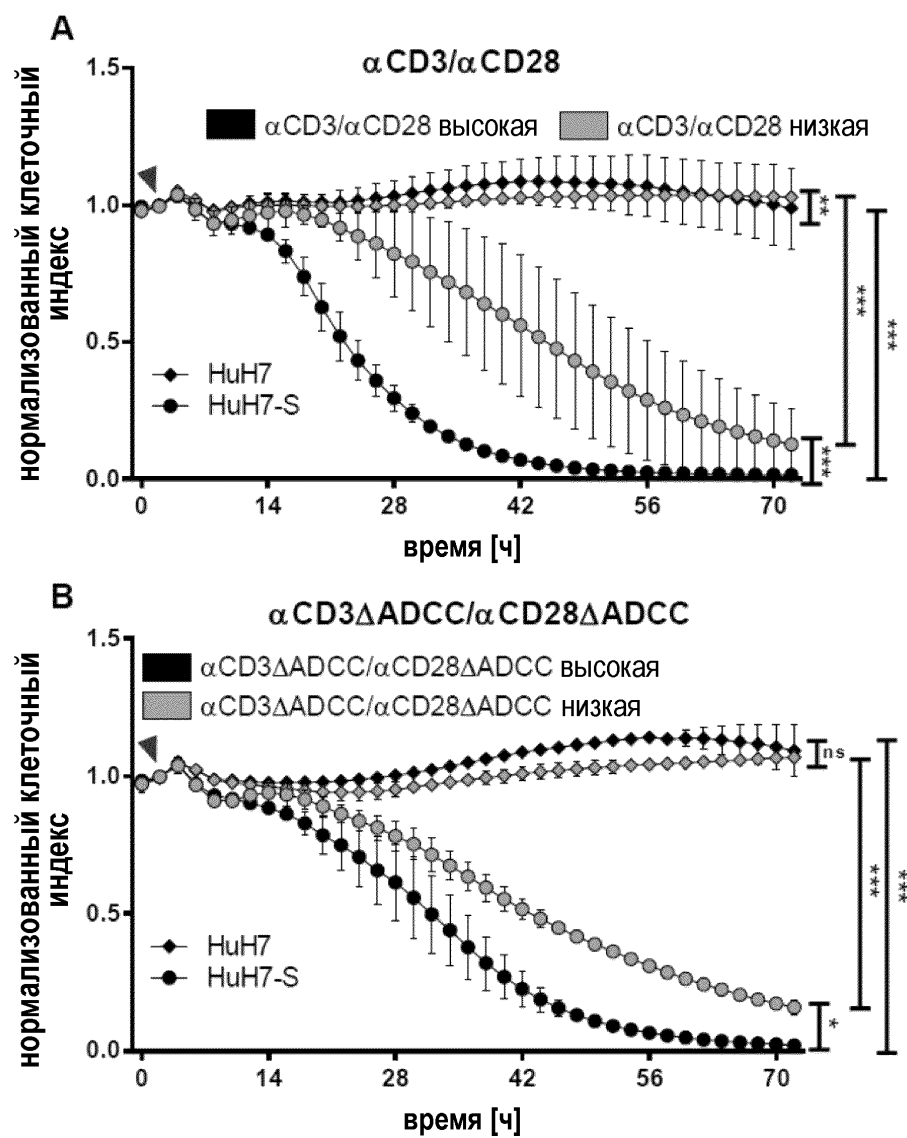 A
αCD3/αCD28
αCD3/αCD28 высокая
αCD3/αCD28 низкая
нормализованный клеточный
индекс
1.5
1.0
0.5
0.0
HuH7
HuH7-S
**
***
***
***
0 14 28 42 56 70
время [ч]
B
αCD3ΔADCC/αCD28ΔADCC
αCD3ΔADCC/αCD28ΔADCC высокая
αCD3ΔADCC/αCD28ΔADCC низкая
нормализованный клеточный
индекс
1.5
1.0
0.5
0.0
HuH7
HuH7-S
ns
***
***
*
0 14 28 42 56 70
время [ч]